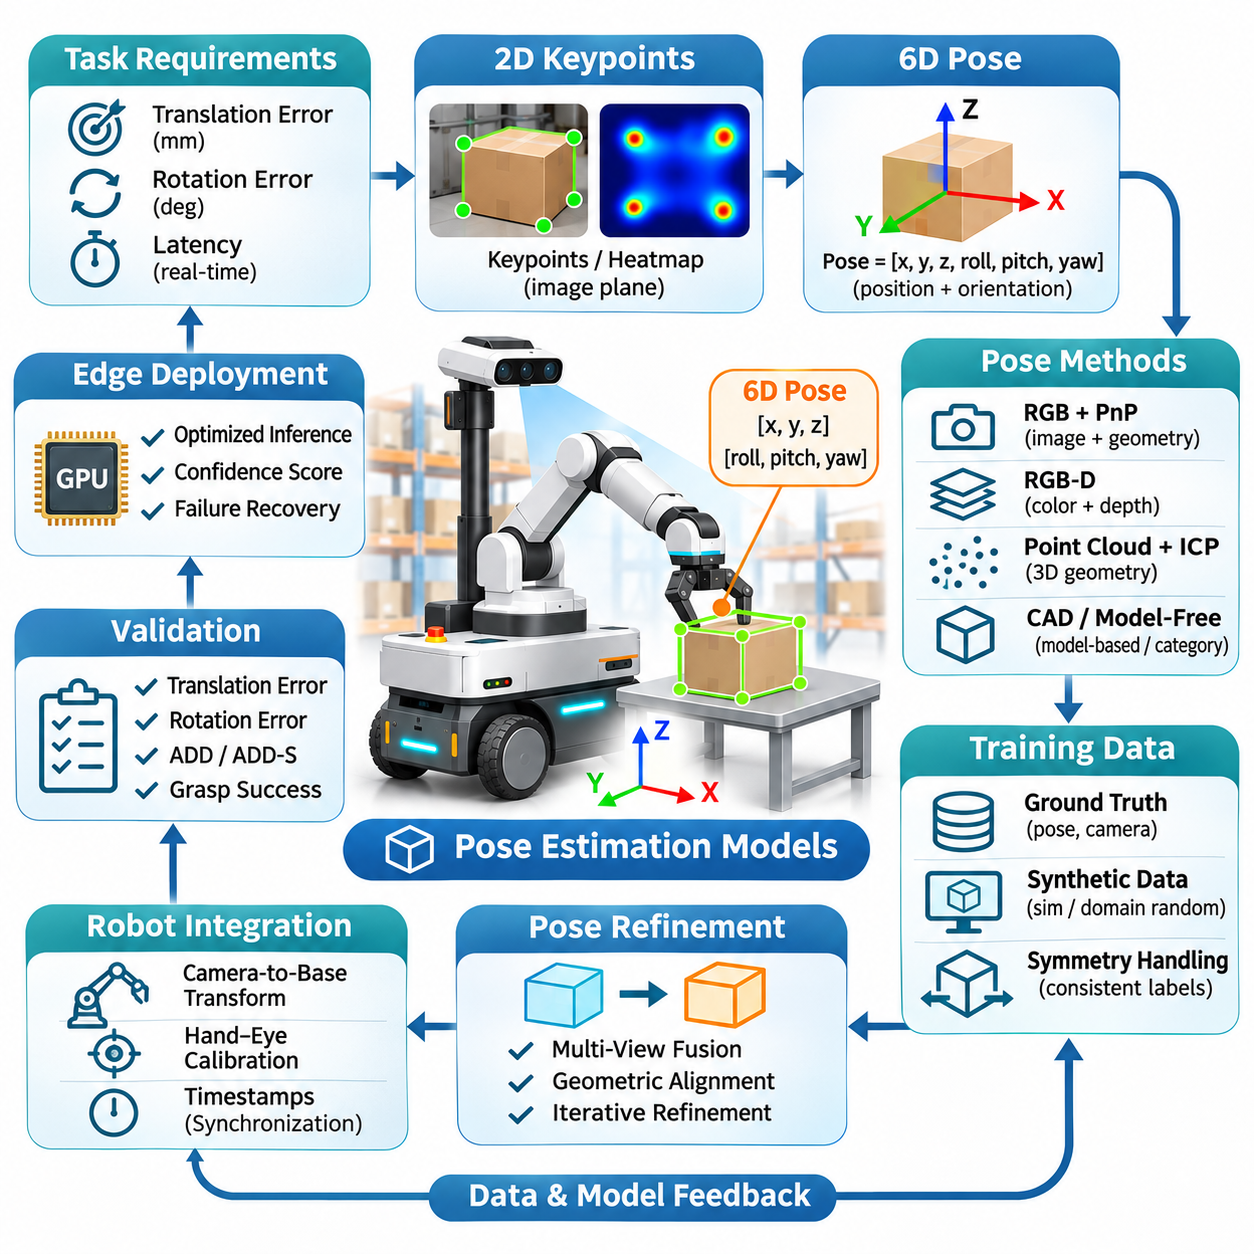 Task Requirements
Translation Error
(mm)
Rotation Error
(deg)
Latency
(real-time)
2D Keypoints
Keypoints / Heatmap
(image plane)
6D Pose
Z
X
Y
Pose = [x, y, z, roll, pitch, yaw]
(position + orientation)
Pose Methods
RGB + PnP
(image + geometry)
RGB-D
(color + depth)
Point Cloud + ICP
(3D geometry)
CAD / Model-Free
(model-based / category)
Training Data
Ground Truth
(pose, camera)
Synthetic Data
(sim / domain random)
Symmetry Handling
(consistent labels)
Pose Refinement
Multi-View Fusion
Geometric Alignment
Iterative Refinement
Robot Integration
Camera-to-Base
Transform
Hand-Eye
Calibration
Timestamps
(Synchronization)
Validation
Translation Error
Rotation Error
ADD / ADD-S
Grasp Success
Edge Deployment
GPU
Optimized Inference
Confidence Score
Failure Recovery
6D Pose
[x, y, z]
[roll, pitch, yaw]
Z
Y
X
Pose Estimation Models
Data & Model Feedback